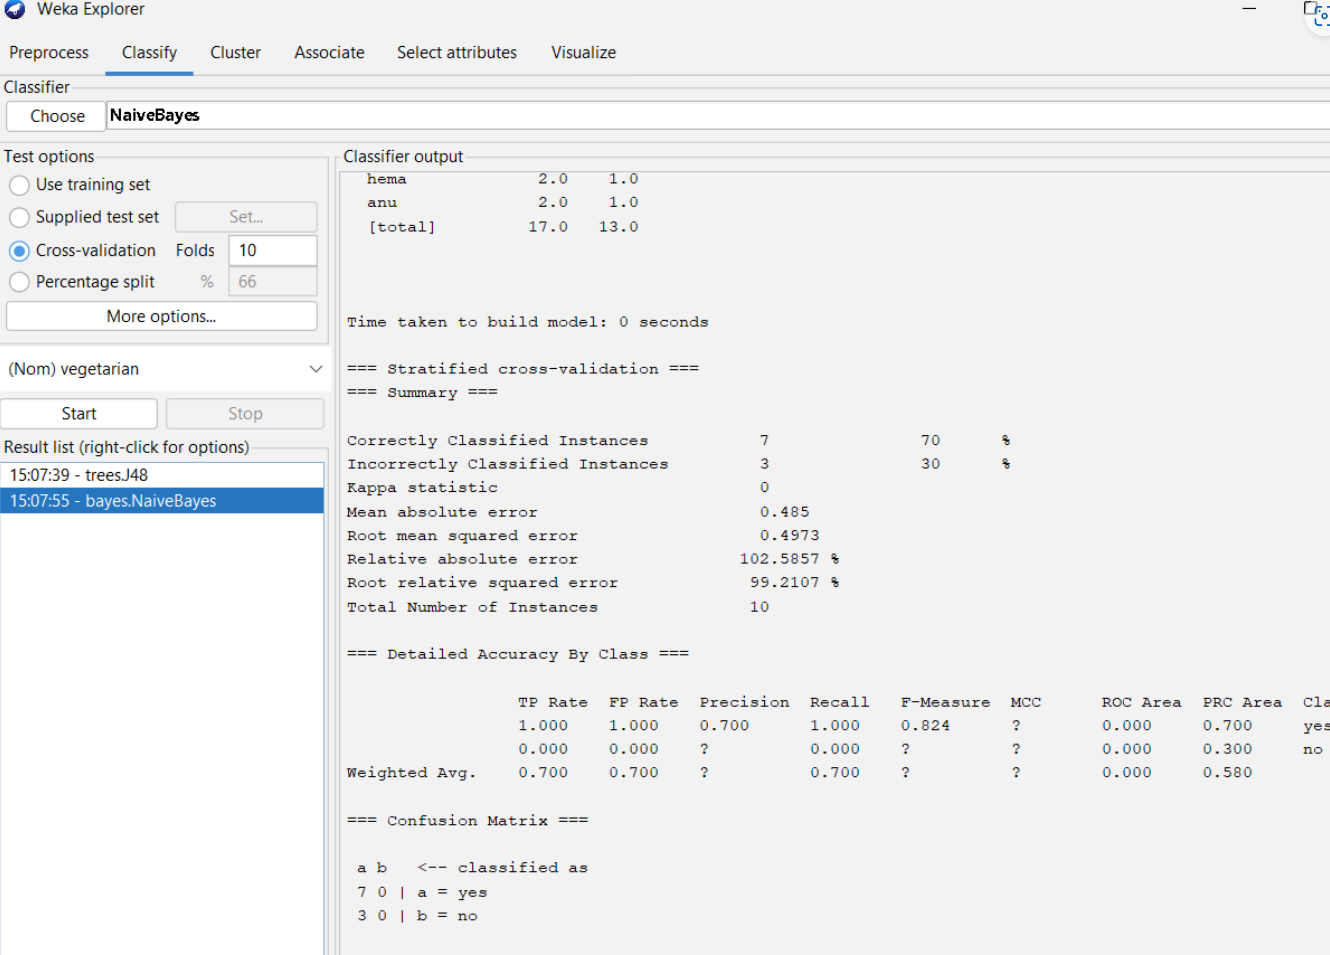 Weka Explorer
Preprocess Classify Cluster Associate Select attributes Visualize
Classifier
Choose NaiveBayes
Test options
Use training set
Supplied test set Set...
Cross-validation Folds 10
Percentage split % 66
More options...
(Nom) vegetarian
Start Stop
Result list (right-click for options)
15:07:39 - trees.J48
15:07:55 - bayes.NaiveBayes
Classifier output
hema 2.0 1.0
anu 2.0 1.0
[total] 17.0 13.0
Time taken to build model: 0 seconds
=== Stratified cross-validation ===
=== Summary ===
Correctly Classified Instances 7 70 %
Incorrectly Classified Instances 3 30 %
Kappa statistic 0
Mean absolute error 0.485
Root mean squared error 0.4973
Relative absolute error 102.5857 %
Root relative squared error 99.2107 %
Total Number of Instances 10
=== Detailed Accuracy By Class ===
TP Rate FP Rate Precision Recall F-Measure MCC ROC Area PRC Area Cla
1.000 1.000 0.700 1.000 0.824 ? 0.000 0.700 yes
0.000 0.000 ? 0.000 ? ? 0.000 0.300 no
Weighted Avg. 0.700 0.700 ? 0.700 ? ? 0.000 0.580
=== Confusion Matrix ===
a b <-- classified as
7 0 | a = yes
3 0 | b = no